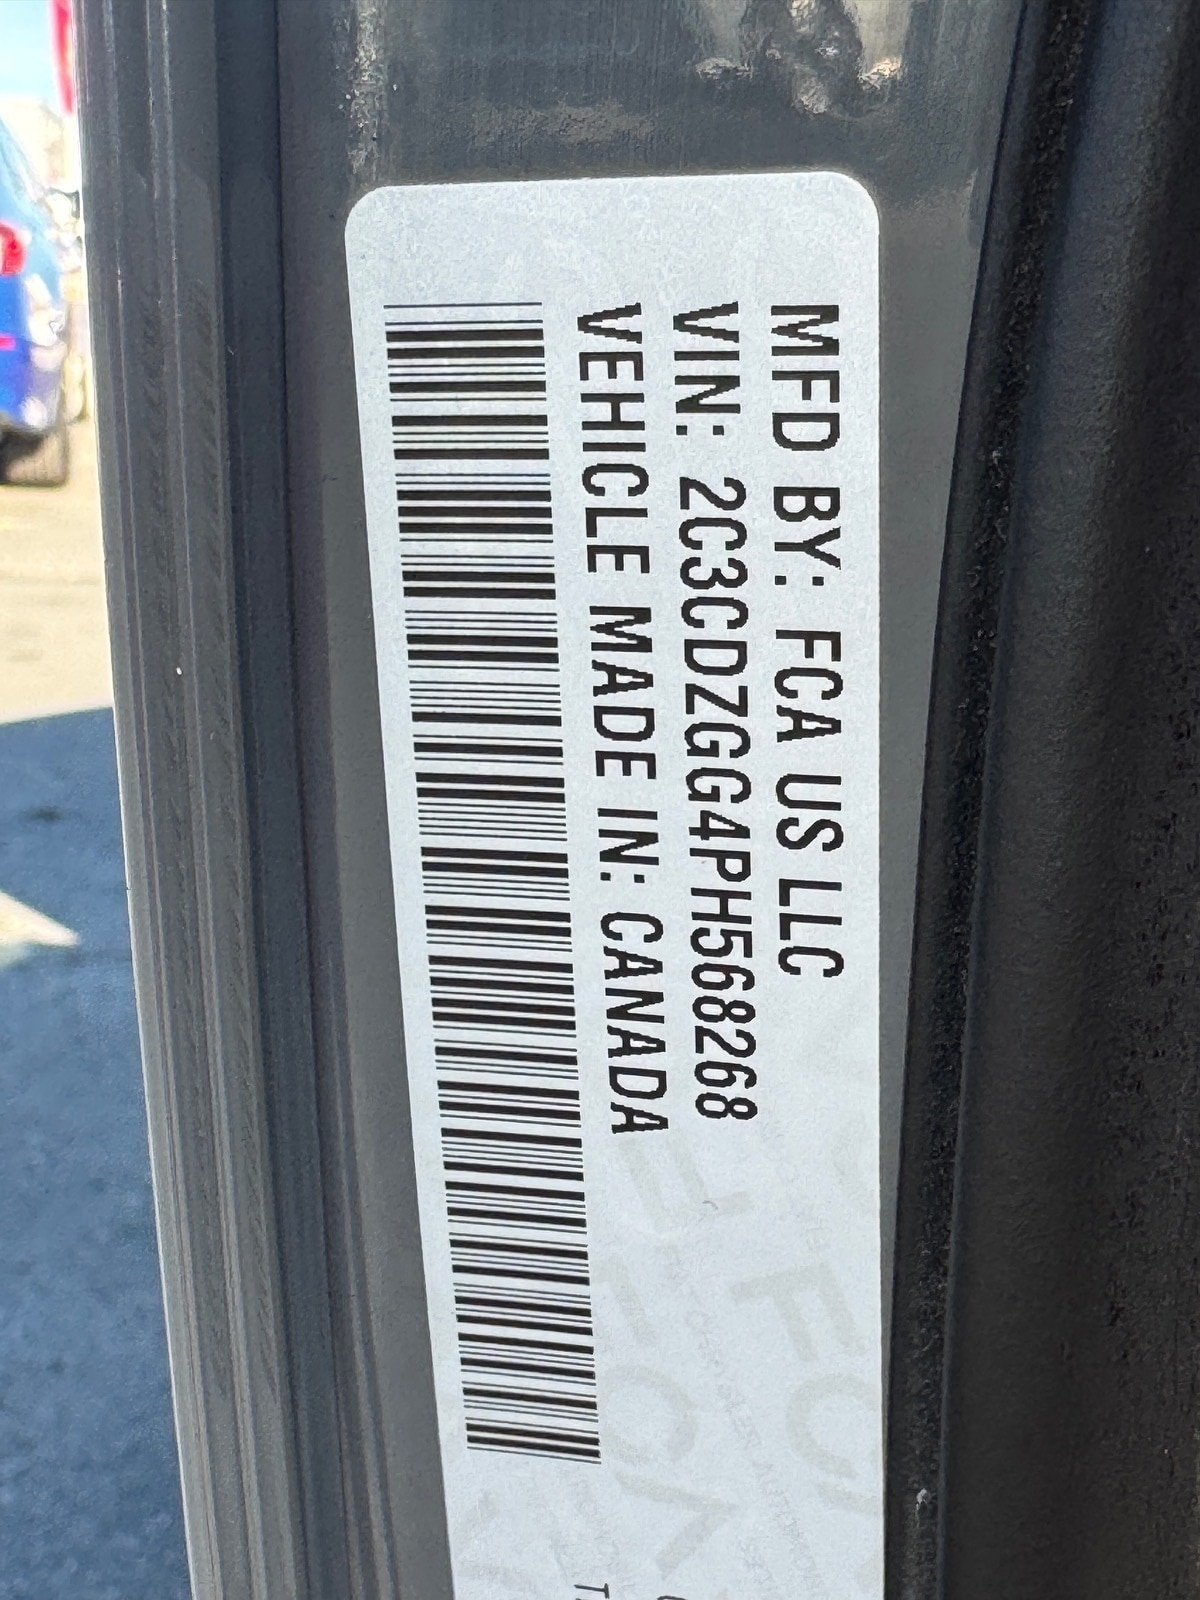 MFD BY: FCA US LLC
VIN: 2C3CDZGG4PH568268
VEHICLE MADE IN: CANADA